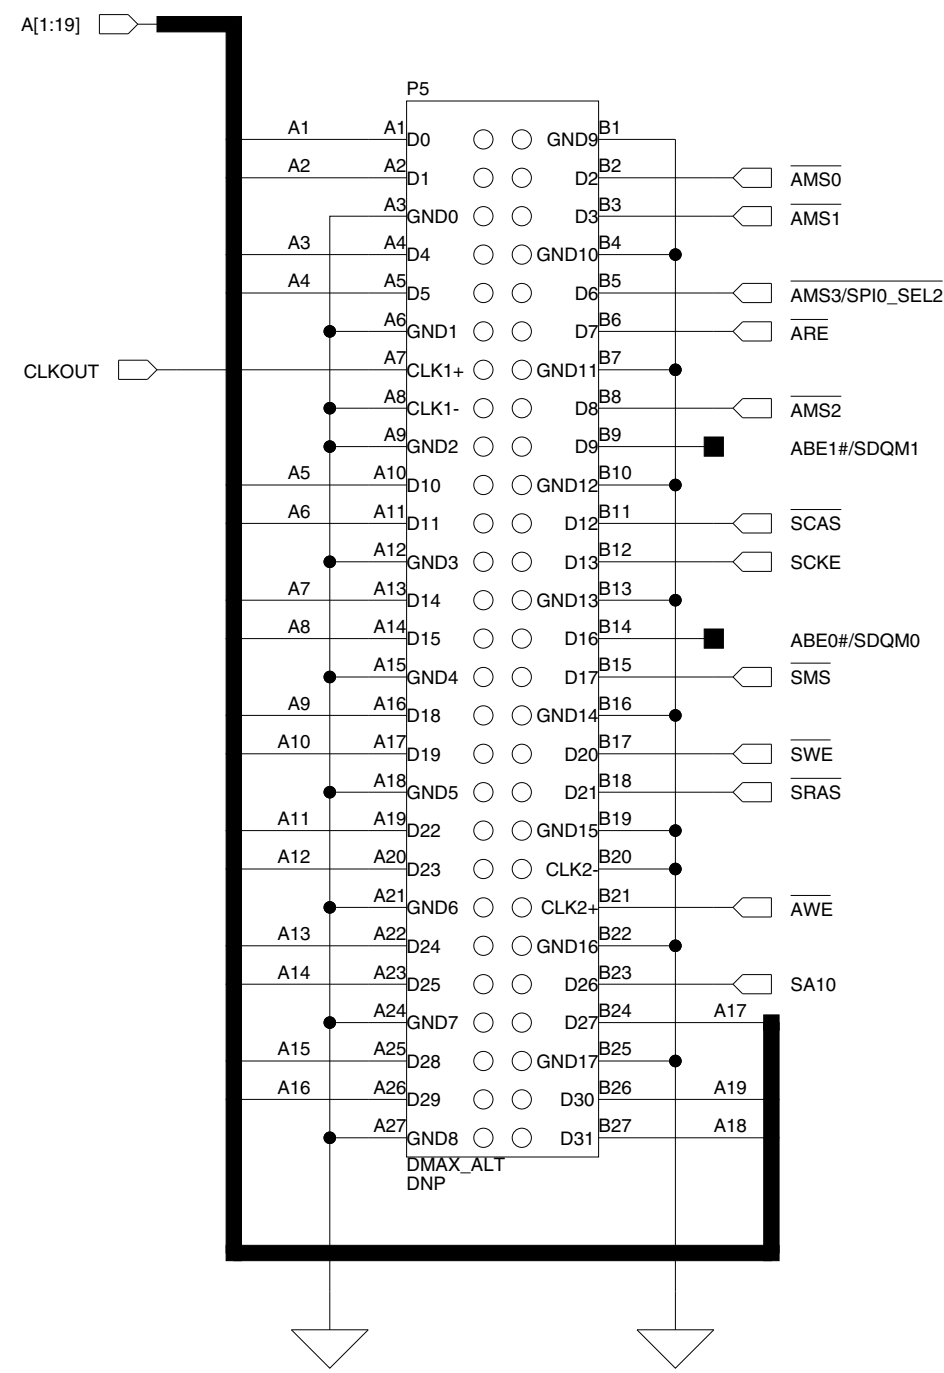 A[1:19]
P5
A1 A1 D0 GND9 B1
A2 A2 D1 D2 B2 AMS0
A3 GND0 D3 B3 AMS1
A3 A4 D4 GND10 B4
A4 A5 D5 D6 B5 AMS3/SPI0_SEL2
A6 GND1 D7 B6 ARE
CLKOUT A7 CLK1+ GND11 B7
A8 CLK1- D8 B8 AMS2
A9 GND2 D9 B9 ABE1#/SDQM1
A5 A10 D10 GND12 B10
A6 A11 D11 D12 B11 SCAS
A12 GND3 D13 B12 SCKE
A7 A13 D14 GND13 B13
A8 A14 D15 D16 B14 ABE0#/SDQM0
A15 GND4 D17 B15 SMS
A9 A16 D18 GND14 B16
A10 A17 D19 D20 B17 SWE
A18 GND5 D21 B18 SRAS
A11 A19 D22 GND15 B19
A12 A20 D23 CLK2- B20
A21 GND6 CLK2+ B21 AWE
A13 A22 D24 GND16 B22
A14 A23 D25 D26 B23 SA10
A24 GND7 D27 B24 A17
A15 A25 D28 GND17 B25
A16 A26 D29 D30 B26 A19
A27 GND8 D31 B27 A18
DMAX_ALT
DNP